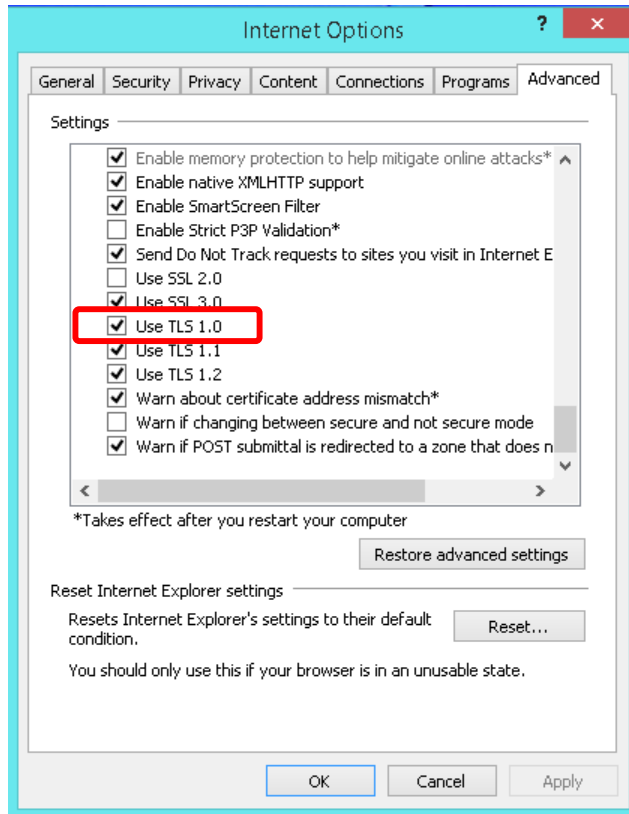 Internet Options
?
×
General Security Privacy Content Connections Programs Advanced
Settings
Enable memory protection to help mitigate online attacks*
Enable native XMLHTTP support
Enable SmartScreen Filter
Enable Strict P3P Validation*
Send Do Not Track requests to sites you visit in Internet E
Use SSL 2.0
Use SSL 3.0
Use TLS 1.0
Use TLS 1.1
Use TLS 1.2
Warn about certificate address mismatch*
Warn if changing between secure and not secure mode
Warn if POST submittal is redirected to a zone that does n
*Takes effect after you restart your computer
Restore advanced settings
Reset Internet Explorer settings
Resets Internet Explorer's settings to their default
condition.
Reset...
You should only use this if your browser is in an unusable state.
OK Cancel Apply